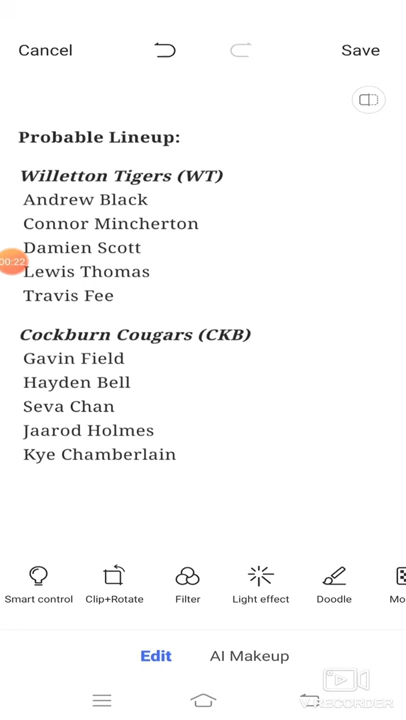 Cancel
Save
Probable Lineup:
Willetton Tigers (WT)
Andrew Black
Connor Mincherton
Damien Scott
00:22
Lewis Thomas
Travis Fee
Cockburn Cougars (CKB)
Gavin Field
Hayden Bell
Seva Chan
Jaarod Holmes
Kye Chamberlain
Smart control Clip+Rotate Filter Light effect Doodle Mo
Edit AI Makeup
RECORDER